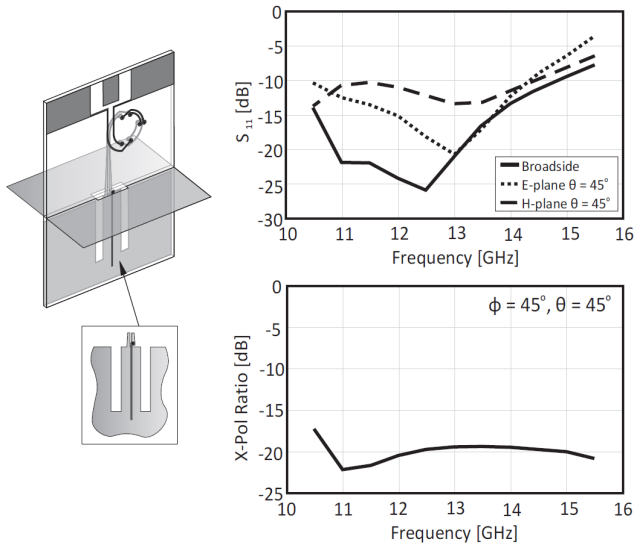 0
-5
-10
-15
-20
-25
-30
S 11 [dB]
Broadside
E-plane θ = 45°
H-plane θ = 45°
10 11 12 13 14 15 16
Frequency [GHz]
0
-5
-10
-15
-20
-25
X-Pol Ratio [dB]
ϕ = 45°, θ = 45°
10 11 12 13 14 15 16
Frequency [GHz]